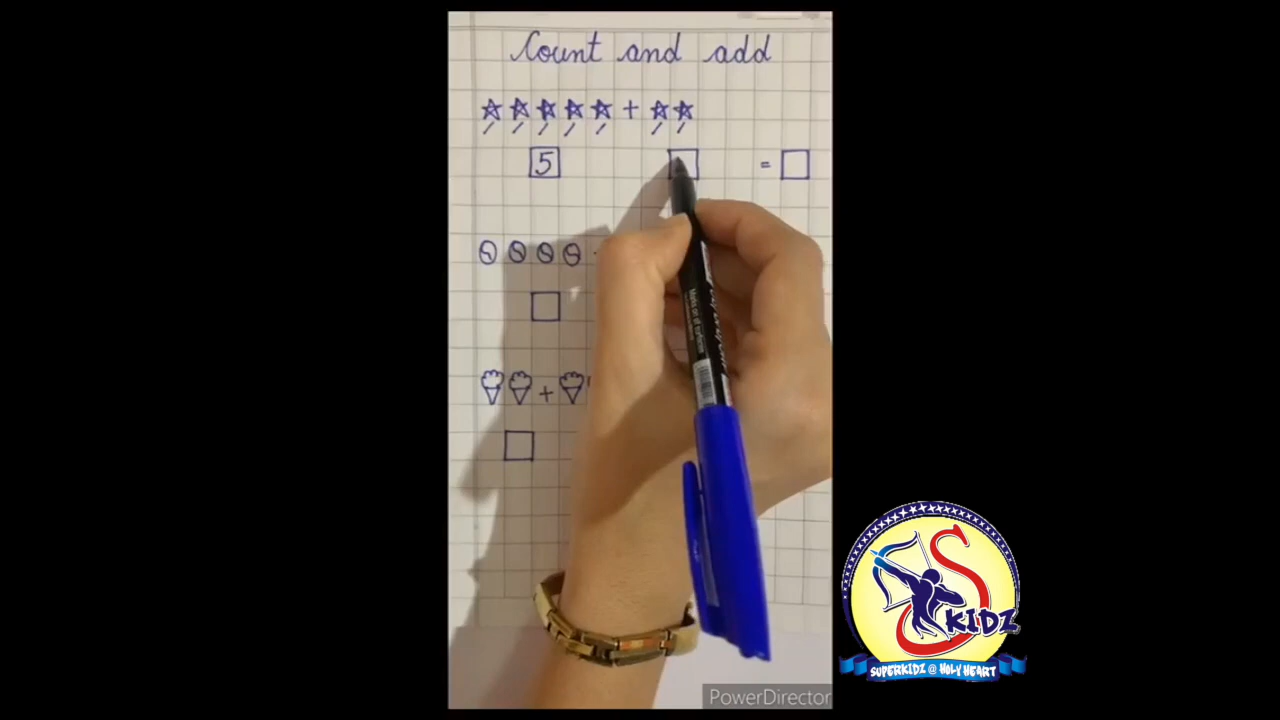 Count and add
+
5 = 
+
S KIDZ
SUPERKIDZ @ HOLY HEART
PowerDirector